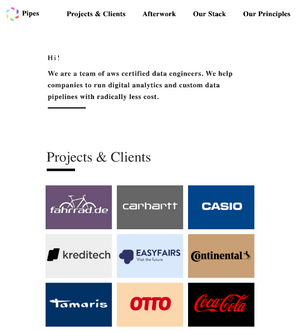 Pipes
Projects & Clients
Afterwork
Our Stack
Our Principles
Hi!
We are a team of aws certified data engineers. We help
companies to run digital analytics and custom data
pipelines with radically less cost.
Projects & Clients
fahrrad.de
carhartt
CASIO
kreditech
EASYFAIRS
Visit the future
Continental
Tamaris
OTTO
Coca-Cola